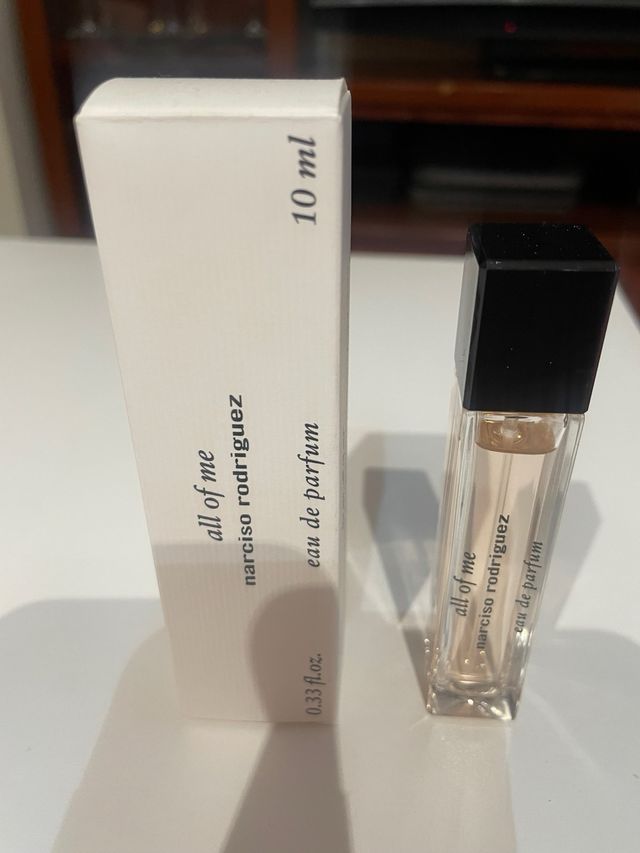 all of me
narciso rodriguez
10 ml
eau de parfum
0.33 fl.oz.
all of me
narciso rodriguez
eau de parfum